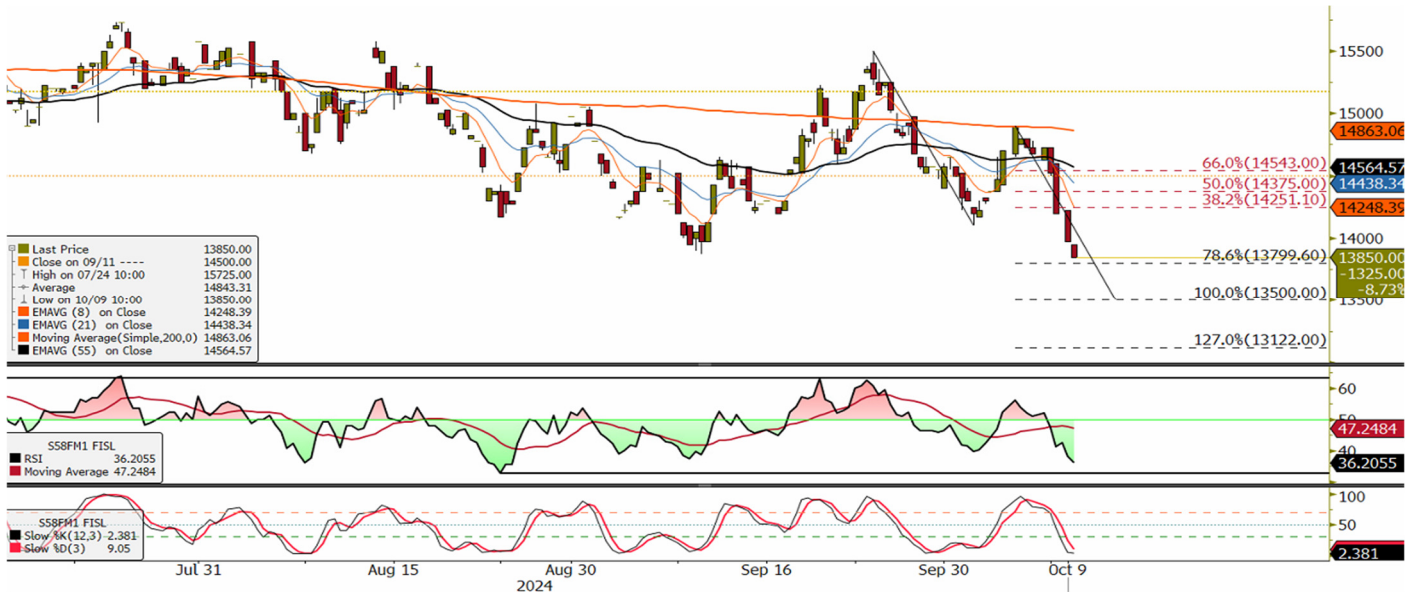 15500
15000
14863.06
66.0%(14543.00)
14564.57
50.0%(14375.00)
14438.34
38.2%(14251.10)
14248.39
14000
78.6%(13799.60)
13850.00
-1325.00
-8.73%
100.0%(13500.00)
13500
127.0%(13122.00)
Last Price 13850.00
Close on 09/11 ---- 14500.00
High on 07/24 10:00 15725.00
Average 14843.31
Low on 10/09 10:00 13850.00
EMAVG (8) on Close 14248.39
EMAVG (21) on Close 14438.34
Moving Average(Simple,200,0) 14863.06
EMAVG (55) on Close 14564.57
60
50
47.2484
40
36.2055
S58FM1 FISL
RSI 36.2055
Moving Average 47.2484
100
50
2.381
S58FM1 FISL
Slow %K(12,3) 2.381
Slow %D(3) 9.05
Jul 31 Aug 15 Aug 30 Sep 16 Sep 30 Oct 9
2024